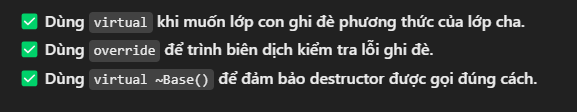 ✅ Dùng virtual khi muốn lớp con ghi đè phương thức của lớp cha.
✅ Dùng override để trình biên dịch kiểm tra lỗi ghi đè.
✅ Dùng virtual ~Base() để đảm bảo destructor được gọi đúng cách.